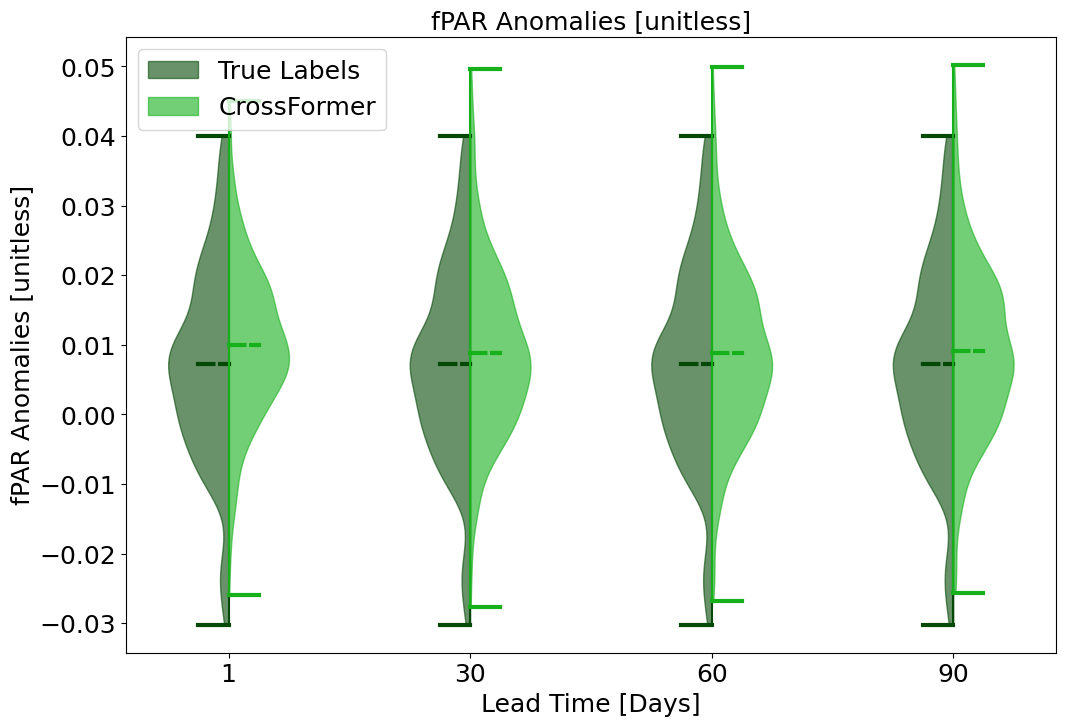 fPAR Anomalies [unitless]
True Labels
CrossFormer
fPAR Anomalies [unitless]
0.05
0.04
0.03
0.02
0.01
0.00
−0.01
−0.02
−0.03
1 30 60 90
Lead Time [Days]